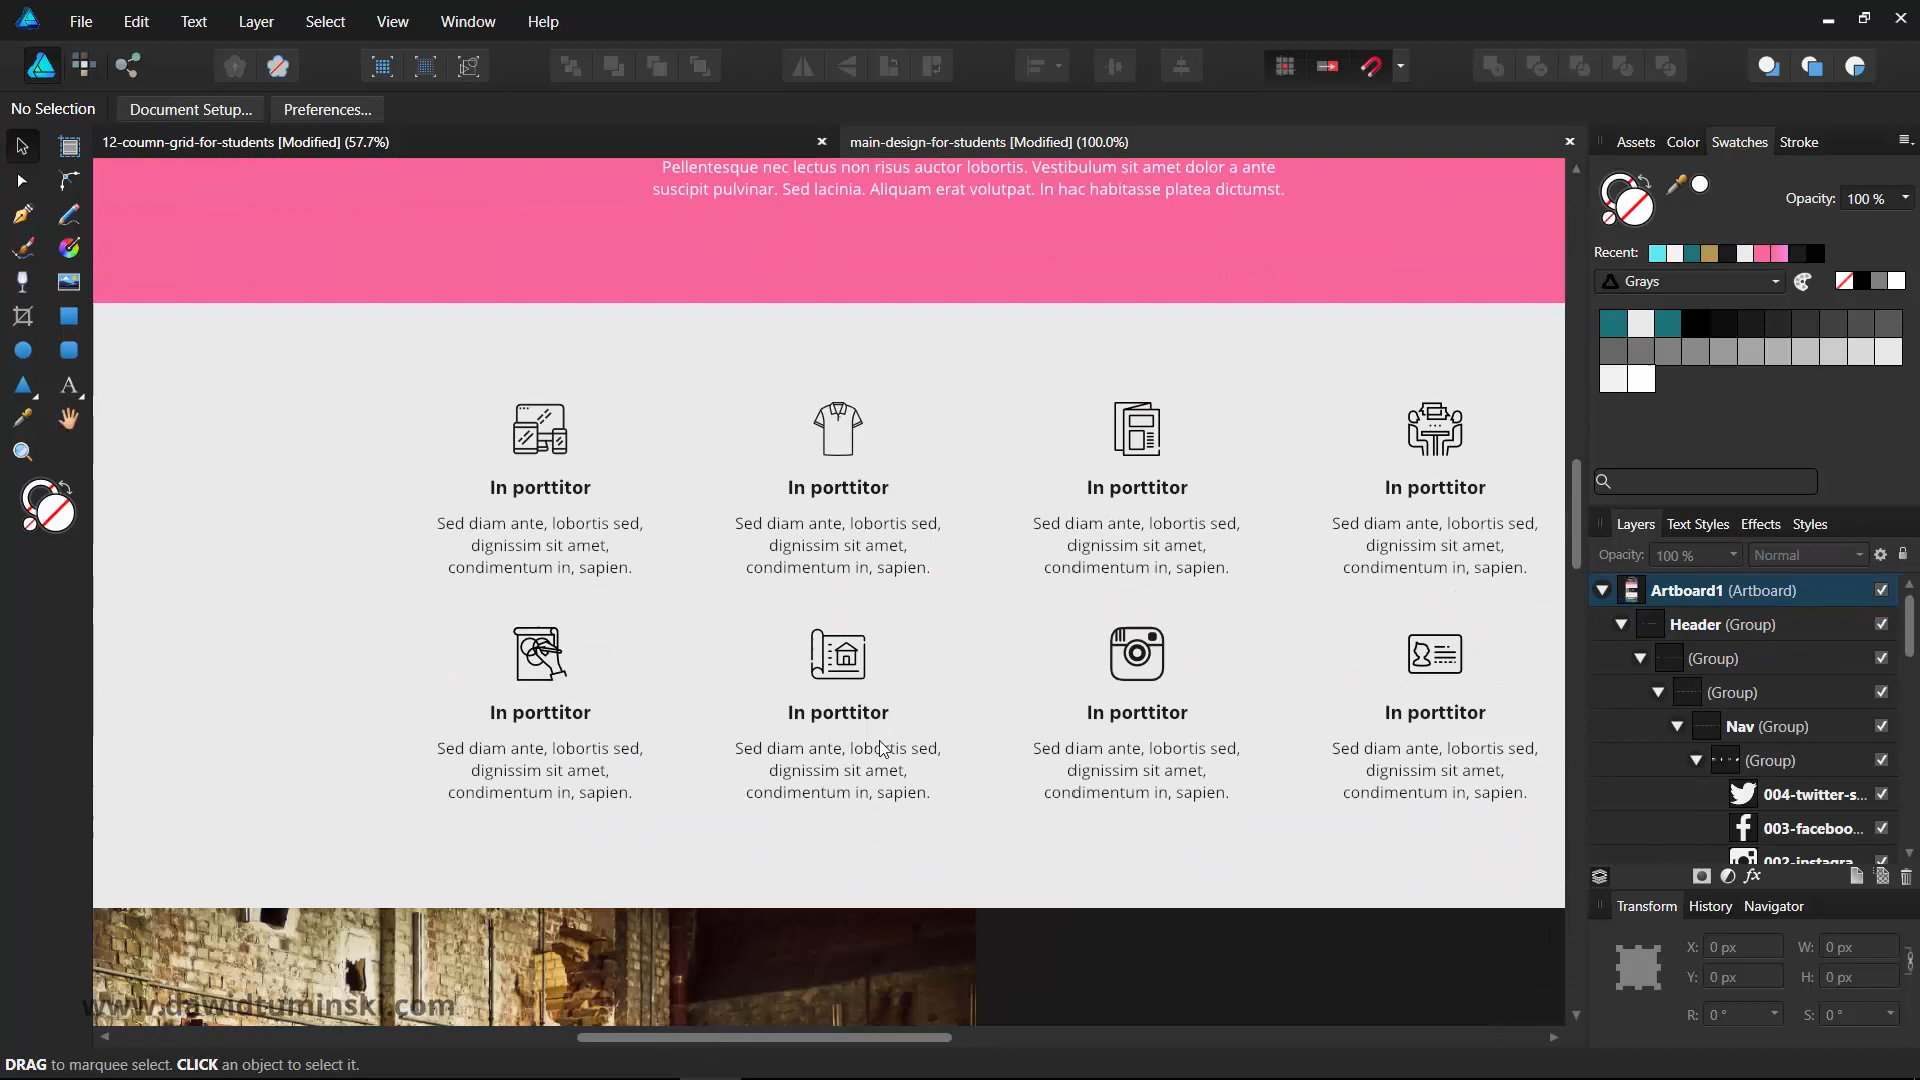 File Edit Text Layer Select View Window Help
No Selection Document Setup... Preferences...
12-coumn-grid-for-students [Modified] (57.7%)
main-design-for-students [Modified] (100.0%)
Assets Color Swatches Stroke
Pellentesque nec lectus non risus auctor lobortis. Vestibulum sit amet dolor a ante
suscipit pulvinar. Sed lacinia. Aliquam erat volutpat. In hac habitasse platea dictumst.
Opacity: 100 %
Recent:
Grays
In porttitor
Sed diam ante, lobortis sed,
dignissim sit amet,
condimentum in, sapien.
In porttitor
Sed diam ante, lobortis sed,
dignissim sit amet,
condimentum in, sapien.
In porttitor
Sed diam ante, lobortis sed,
dignissim sit amet,
condimentum in, sapien.
In porttitor
Sed diam ante, lobortis sed,
dignissim sit amet,
condimentum in, sapien.
In porttitor
Sed diam ante, lobortis sed,
dignissim sit amet,
condimentum in, sapien.
In porttitor
Sed diam ante, lobortis sed,
dignissim sit amet,
condimentum in, sapien.
In porttitor
Sed diam ante, lobortis sed,
dignissim sit amet,
condimentum in, sapien.
In porttitor
Sed diam ante, lobortis sed,
dignissim sit amet,
condimentum in, sapien.
Layers Text Styles Effects Styles
Opacity: 100 % Normal
Artboard1 (Artboard)
Header (Group)
(Group)
(Group)
Nav (Group)
(Group)
004-twitter-s...
003-faceboo...
002-instagra...
fx
Transform History Navigator
X: 0 px W: 0 px
Y: 0 px H: 0 px
R: 0 ° S: 0 °
www.dawidtuminski.com
DRAG to marquee select. CLICK an object to select it.